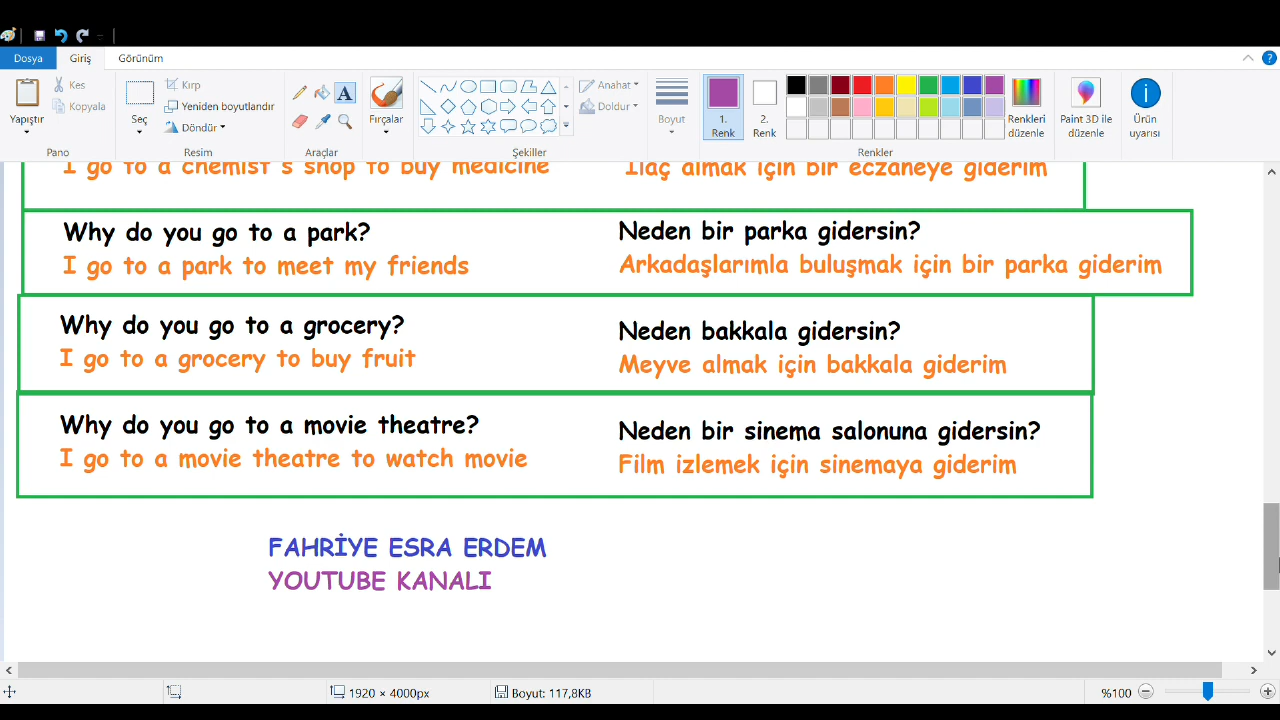 Dosya Giriş Görünüm
Yapıştır
Kes
Kopyala
Pano
Seç
Kırp
Yeniden boyutlandır
Döndür
Resim
A
Araçlar
Fırçalar
Şekiller
Anahat
Doldur
Boyut
1. Renk
2. Renk
Renkleri düzenle
Renkler
Paint 3D ile düzenle
Ürün uyarısı
I go to a chemist's shop to buy medicine
İlaç almak için bir eczaneye giderim
Why do you go to a park?
Neden bir parka gidersin?
I go to a park to meet my friends
Arkadaşlarımla buluşmak için bir parka giderim
Why do you go to a grocery?
Neden bakkala gidersin?
I go to a grocery to buy fruit
Meyve almak için bakkala giderim
Why do you go to a movie theatre?
Neden bir sinema salonuna gidersin?
I go to a movie theatre to watch movie
Film izlemek için sinemaya giderim
FAHRİYE ESRA ERDEM
YOUTUBE KANALI
1920 × 4000px
Boyut: 117,8KB
%100